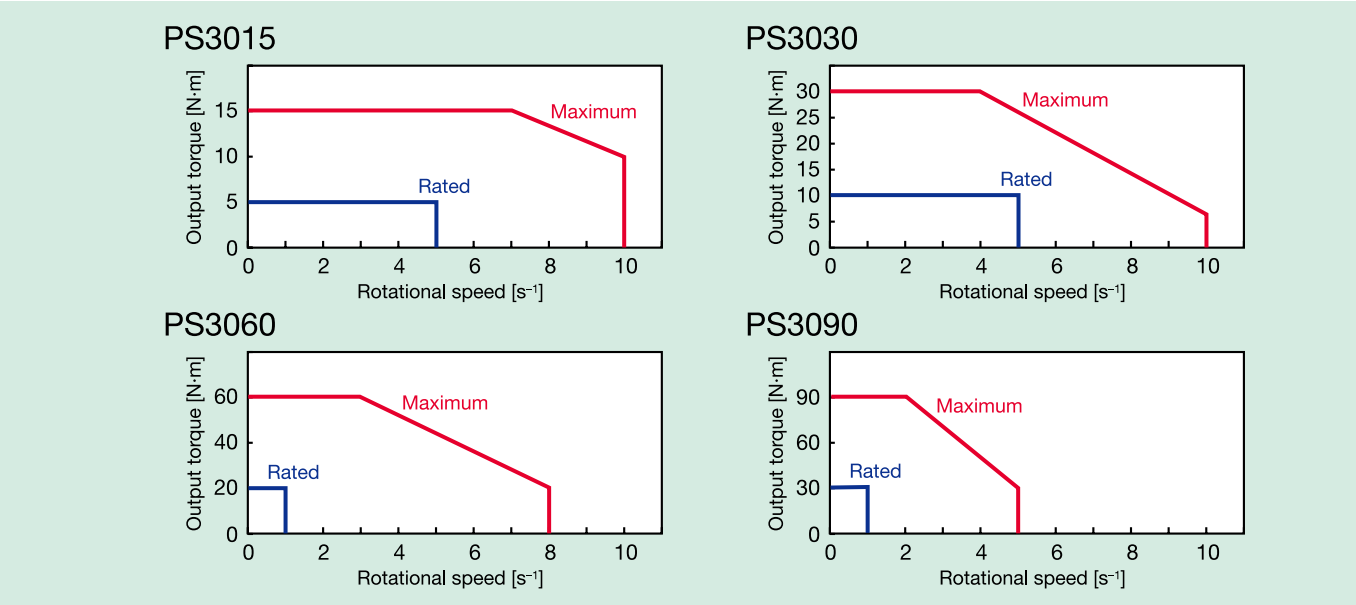 PS3015
Output torque [N·m]
15
10
5
0
Maximum
Rated
0 2 4 6 8 10
Rotational speed [s⁻¹]
PS3030
Output torque [N·m]
30
25
20
15
10
5
0
Maximum
Rated
0 2 4 6 8 10
Rotational speed [s⁻¹]
PS3060
Output torque [N·m]
60
40
20
0
Maximum
Rated
0 2 4 6 8 10
Rotational speed [s⁻¹]
PS3090
Output torque [N·m]
90
60
30
0
Maximum
Rated
0 2 4 6 8 10
Rotational speed [s⁻¹]